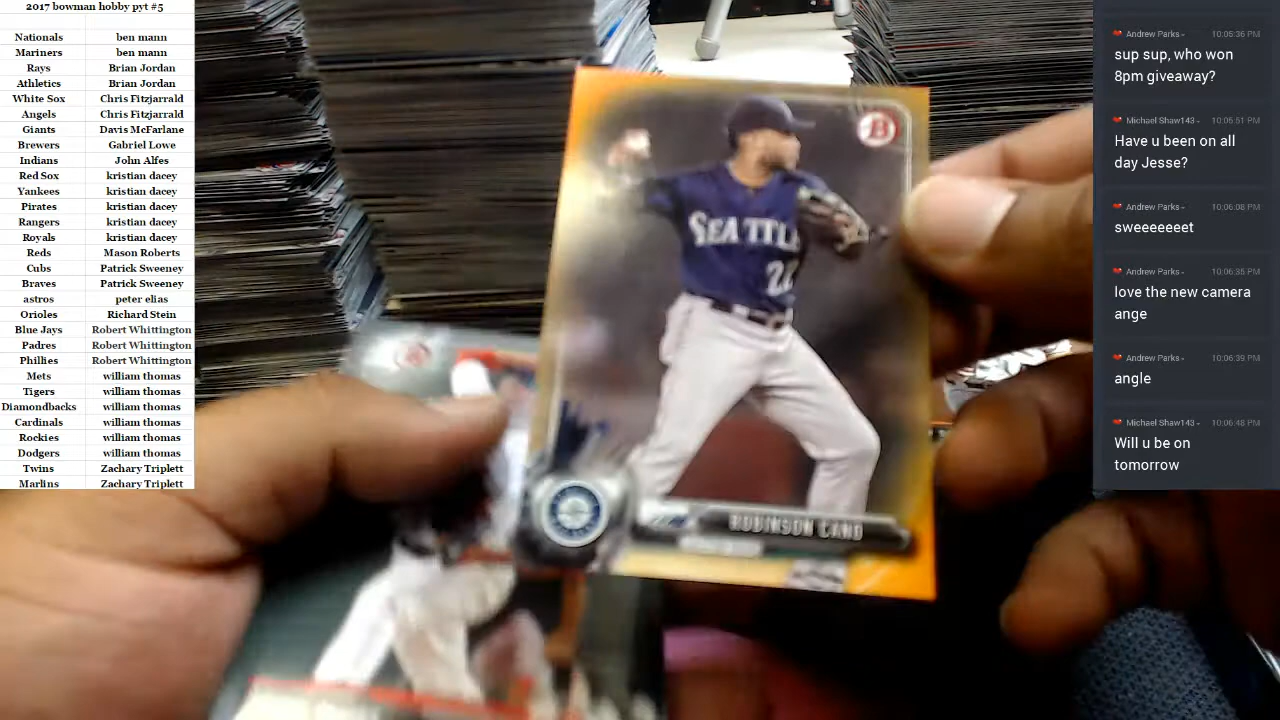 2017 bowman hobby pyt #5
Nationals ben mann
Mariners ben mann
Rays Brian Jordan
Athletics Brian Jordan
White Sox Chris Fitzjarrald
Angels Chris Fitzjarrald
Giants Davis McFarlane
Brewers Gabriel Lowe
Indians John Alfes
Red Sox kristian dacey
Yankees kristian dacey
Pirates kristian dacey
Rangers kristian dacey
Royals kristian dacey
Reds Mason Roberts
Cubs Patrick Sweeney
Braves Patrick Sweeney
astros peter elias
Orioles Richard Stein
Blue Jays Robert Whittington
Padres Robert Whittington
Phillies Robert Whittington
Mets william thomas
Tigers william thomas
Diamondbacks william thomas
Cardinals william thomas
Rockies william thomas
Dodgers william thomas
Twins Zachary Triplett
Marlins Zachary Triplett
B
SEATTLE
22
ROBINSON CANO
Andrew Parks- 10:05:36 PM
sup sup, who won
8pm giveaway?
Michael Shaw143- 10:05:51 PM
Have u been on all
day Jesse?
Andrew Parks- 10:06:08 PM
sweeeeeeet
Andrew Parks- 10:06:35 PM
love the new camera
ange
Andrew Parks- 10:06:39 PM
angle
Michael Shaw143- 10:06:48 PM
Will u be on
tomorrow